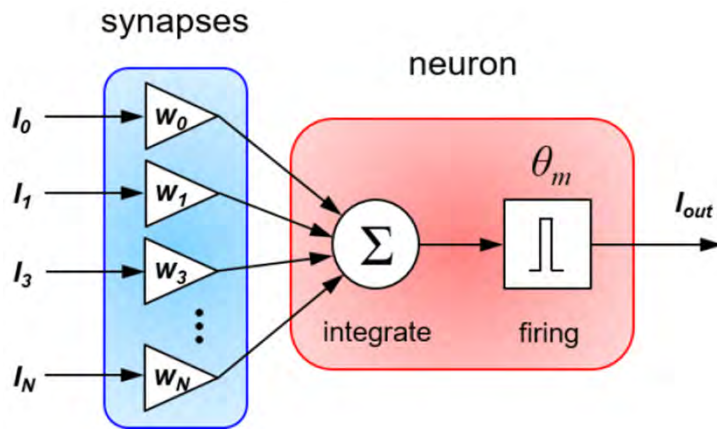 synapses
neuron
I0
w0
I1
w1
I3
w3
IN
wN
Σ
integrate
θm
firing
Iout